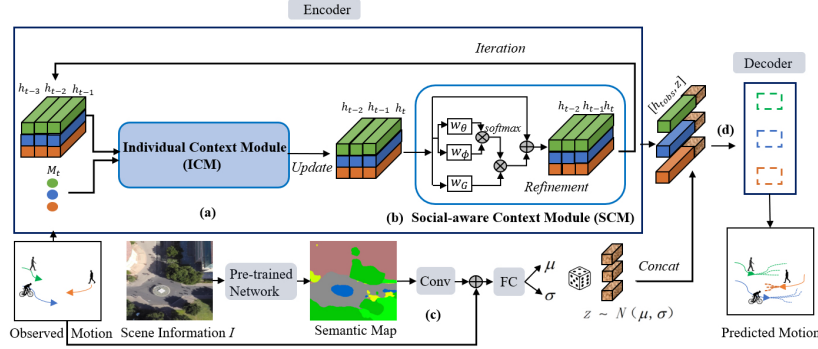 Encoder
Iteration
h_{t-3} h_{t-2} h_{t-1}
M_t
Individual Context Module
(ICM)
(a)
Update
h_{t-2} h_{t-1} h_t
W_θ
W_ϕ
W_G
softmax
h_{t-2} h_{t-1} h_t
Refinement
(b) Social-aware Context Module (SCM)
[h_{tobs}, z]
(d)
Decoder
Observed Motion
Scene Information I
Pre-trained
Network
Semantic Map
Conv
(c)
FC
μ
σ
z ~ N (μ, σ)
Concat
Predicted Motion